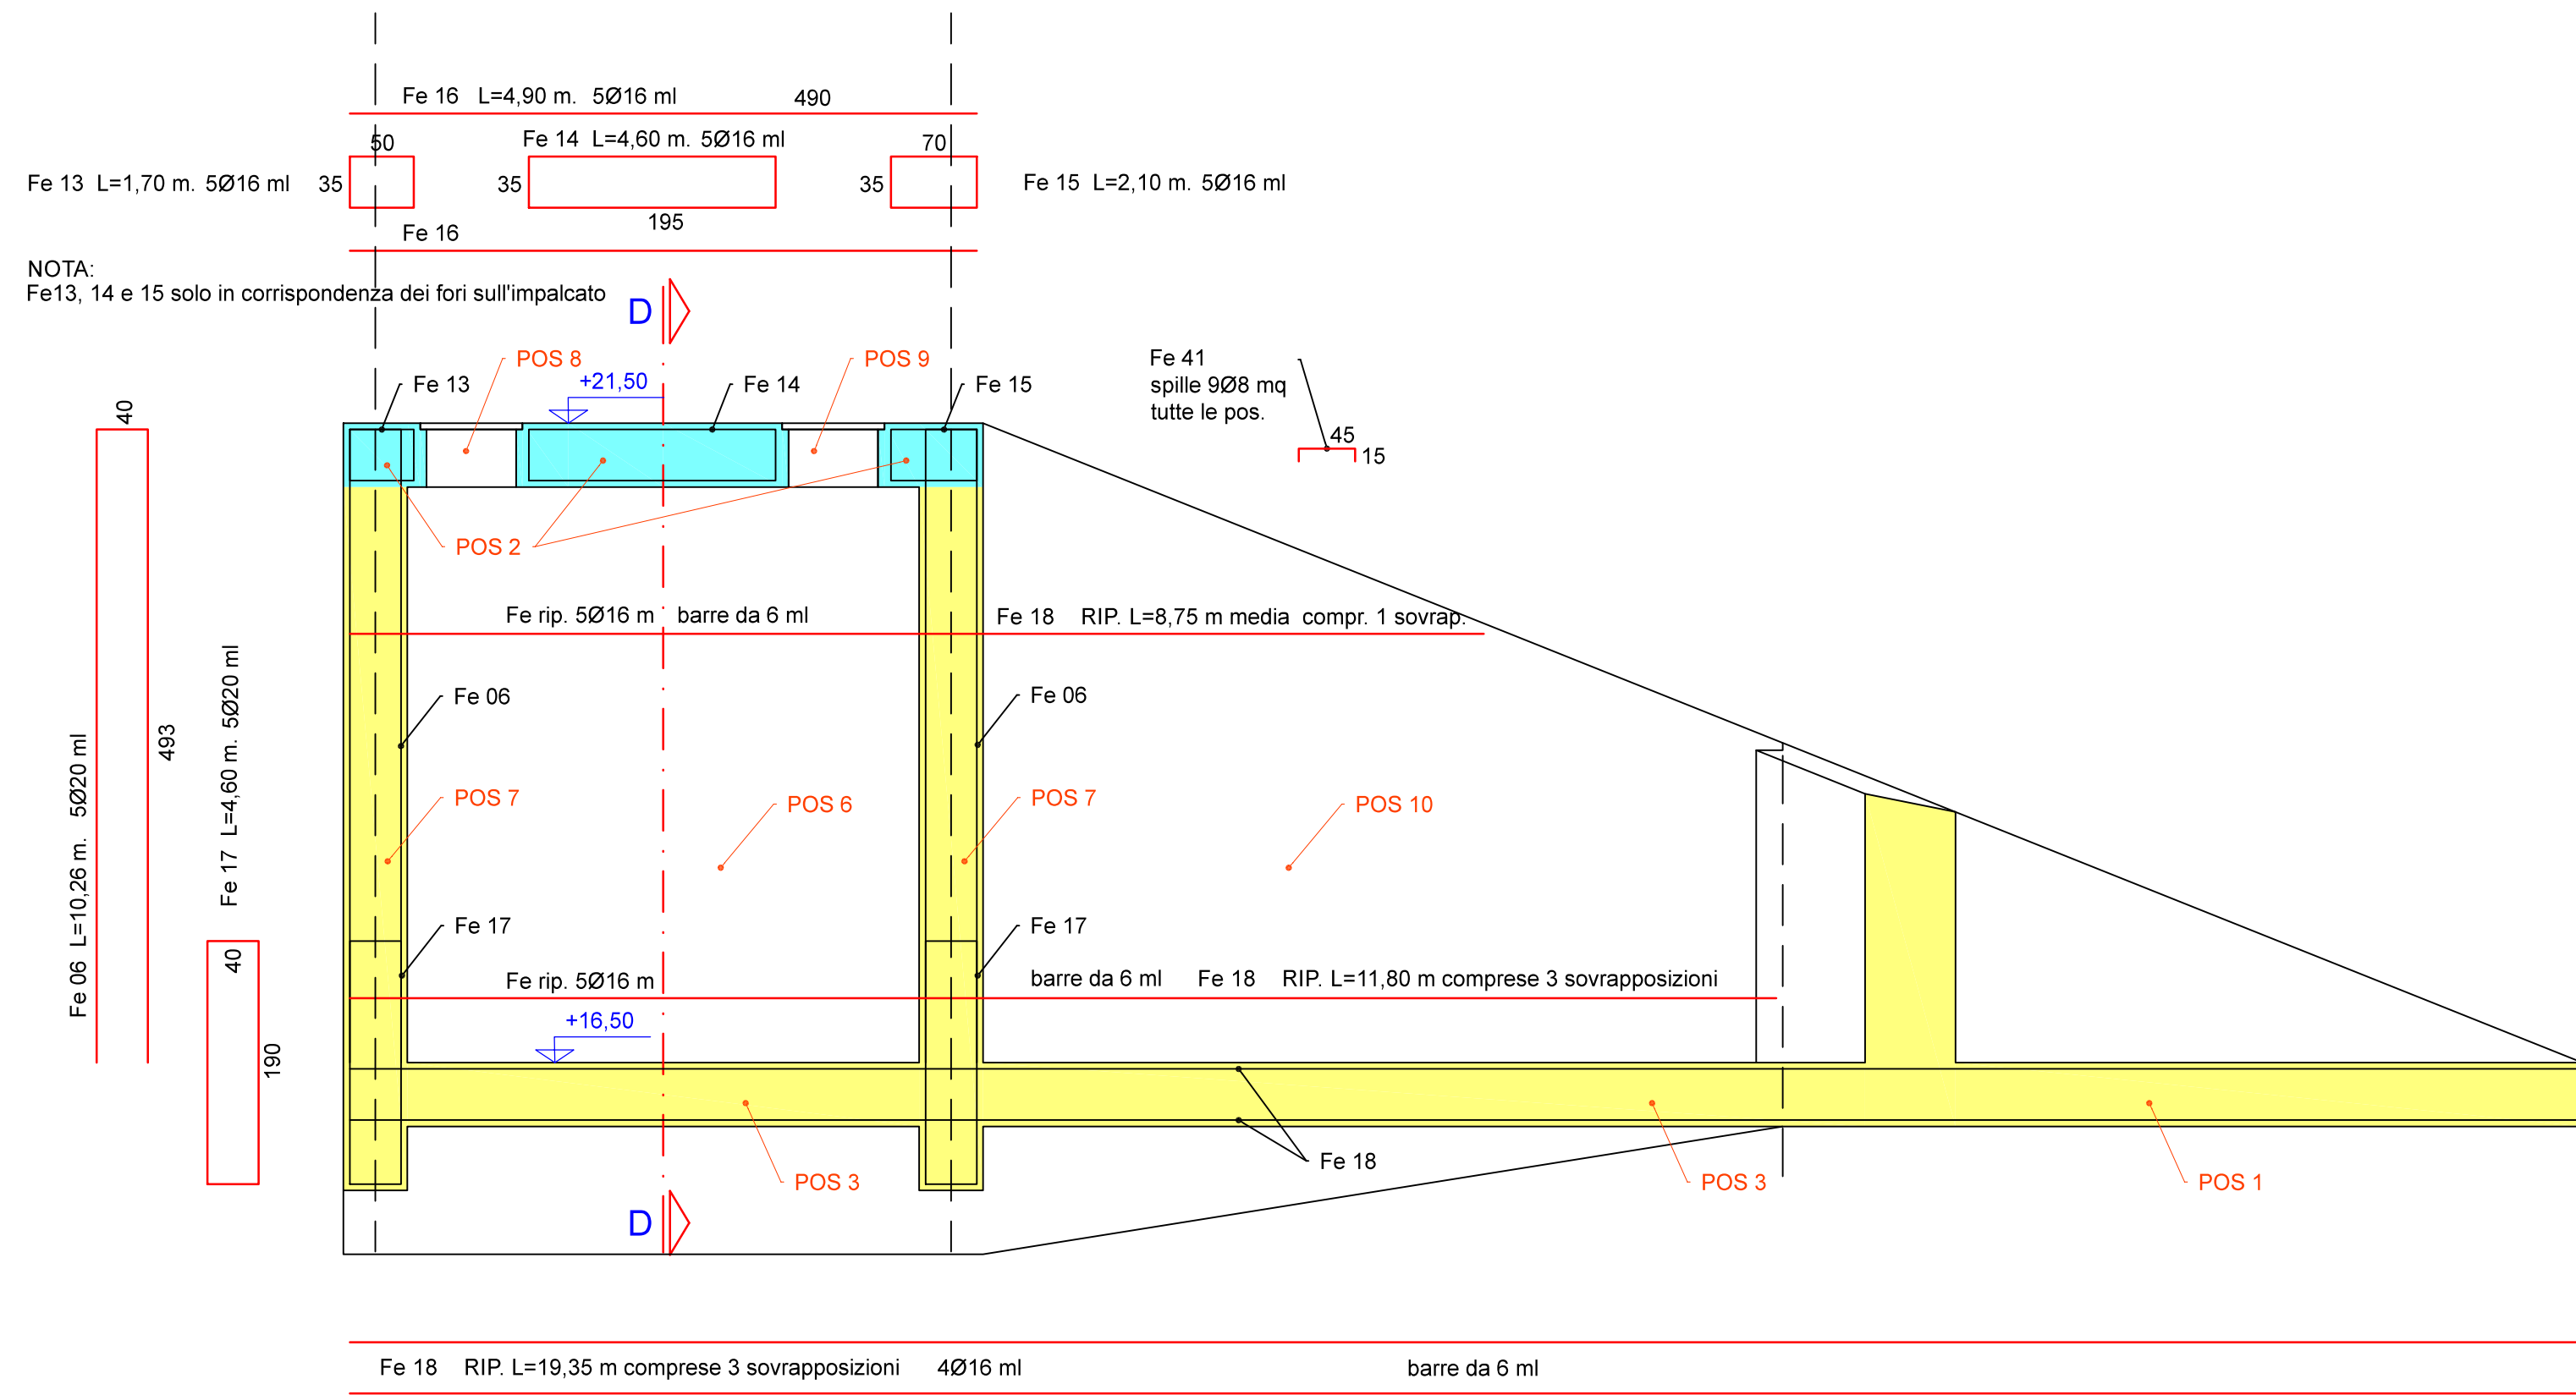 Fe 16 L=4,90 m. 5Ø16 ml 490
50
Fe 14 L=4,60 m. 5Ø16 ml
70
Fe 13 L=1,70 m. 5Ø16 ml
35
35
35
Fe 15 L=2,10 m. 5Ø16 ml
195
Fe 16
NOTA:
Fe13, 14 e 15 solo in corrispondenza dei fori sull'impalcato
D
POS 8
POS 9
Fe 41
spille 9Ø8 mq
tutte le pos.
45
15
Fe 13
+21,50
Fe 14
Fe 15
40
POS 2
Fe rip. 5Ø16 m barre da 6 ml
Fe 18 RIP. L=8,75 m media compr. 1 sovrap.
Fe 06
Fe 06
493
Fe 06 L=10,26 m. 5Ø20 ml
Fe 17 L=4,60 m. 5Ø20 ml
POS 7
POS 6
POS 7
POS 10
Fe 17
Fe 17
40
190
Fe rip. 5Ø16 m
barre da 6 ml Fe 18 RIP. L=11,80 m comprese 3 sovrapposizioni
+16,50
Fe 18
POS 3
POS 3
POS 1
D
Fe 18 RIP. L=19,35 m comprese 3 sovrapposizioni 4Ø16 ml barre da 6 ml